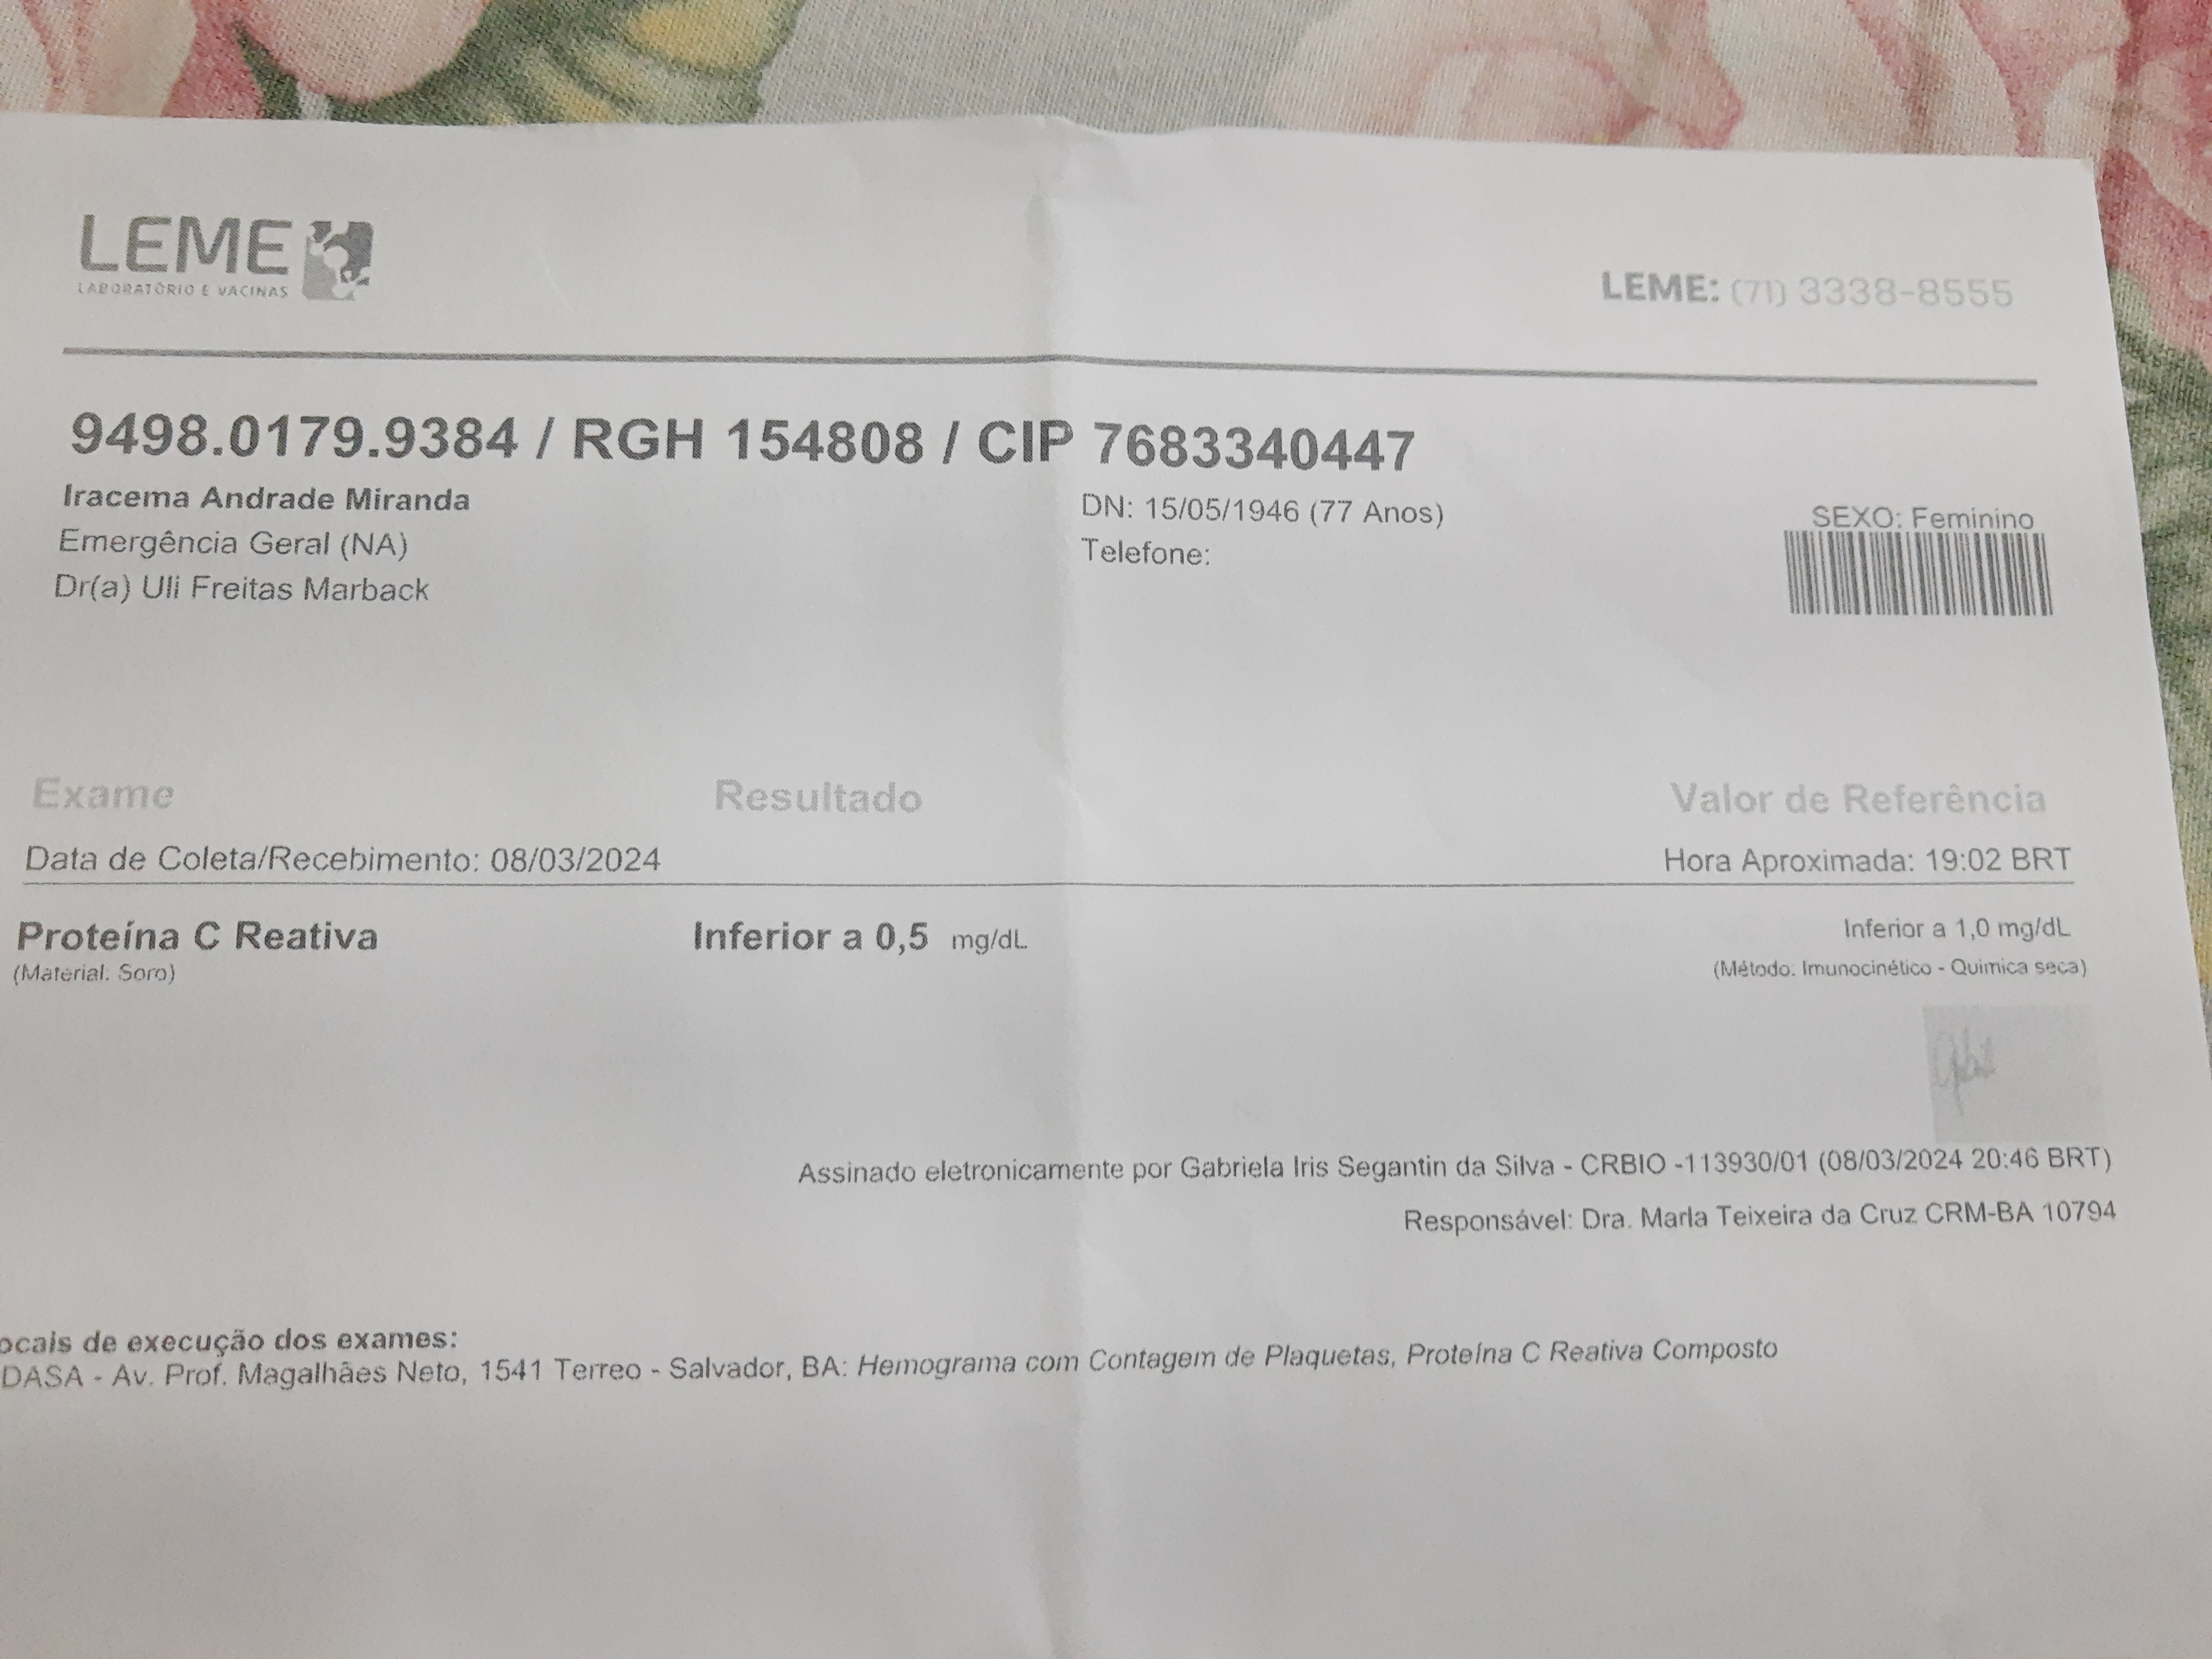 LEME
LABORATÓRIO E VACINAS
LEME: (71) 3338-8555
9498.0179.9384 / RGH 154808 / CIP 7683340447
Iracema Andrade Miranda
DN: 15/05/1946 (77 Anos)
SEXO: Feminino
Emergência Geral (NA)
Telefone:
Dr(a) Uli Freitas Marback
Exame Resultado Valor de Referência
Data de Coleta/Recebimento: 08/03/2024 Hora Aproximada: 19:02 BRT
Proteína C Reativa Inferior a 0,5 mg/dL Inferior a 1,0 mg/dL
(Material: Soro) (Método: Imunocinético - Quimica seca)
Assinado eletronicamente por Gabriela Iris Segantin da Silva - CRBIO -113930/01 (08/03/2024 20:46 BRT)
Responsável: Dra. Marla Teixeira da Cruz CRM-BA 10794
ocais de execução dos exames:
DASA - Av. Prof. Magalhães Neto, 1541 Terreo - Salvador, BA: Hemograma com Contagem de Plaquetas, Proteína C Reativa Composto